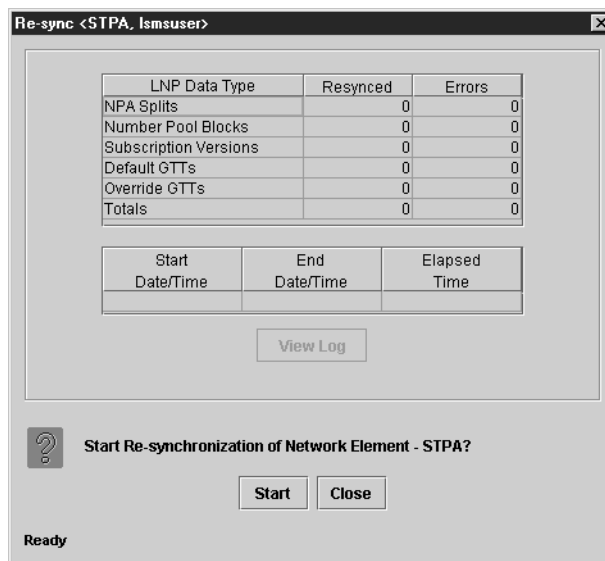 Re-sync <STPA, lsmsuser>
LNP Data Type Resynced Errors
NPA Splits 0 0
Number Pool Blocks 0 0
Subscription Versions 0 0
Default GTTs 0 0
Override GTTs 0 0
Totals 0 0
Start Date/Time End Date/Time Elapsed Time
View Log
Start Re-synchronization of Network Element - STPA?
Start Close
Ready